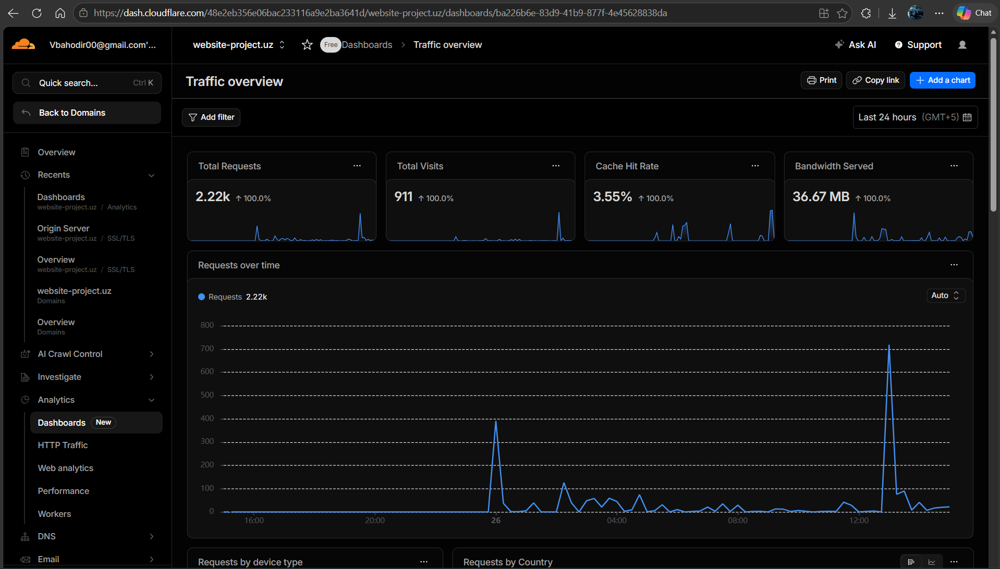 https://dash.cloudflare.com/48e2eb356e06bac233116a9e2ba3641d/website-project.uz/dashboards/ba226b6e-83d9-41b9-877f-4e45628838da
Chat
Vbahodir00@gmail.com'...
website-project.uz
Free
Dashboards
Traffic overview
Ask AI
Support
Quick search...
Ctrl K
Back to Domains
Overview
Recents
Dashboards
website-project.uz / Analytics
Origin Server
website-project.uz / SSL/TLS
Overview
website-project.uz / SSL/TLS
website-project.uz
Domains
Overview
Domains
AI Crawl Control
Investigate
Analytics
Dashboards New
HTTP Traffic
Web analytics
Performance
Workers
DNS
Email
Traffic overview
Print
Copy link
Add a chart
Add filter
Last 24 hours (GMT+5)
Total Requests
2.22k ↑ 100.0%
Total Visits
911 ↑ 100.0%
Cache Hit Rate
3.55% ↑ 100.0%
Bandwidth Served
36.67 MB ↑ 100.0%
Requests over time
Requests 2.22k
Auto
800
700
600
500
400
300
200
100
0
16:00
20:00
26
04:00
08:00
12:00
Requests by device type
Requests by Country